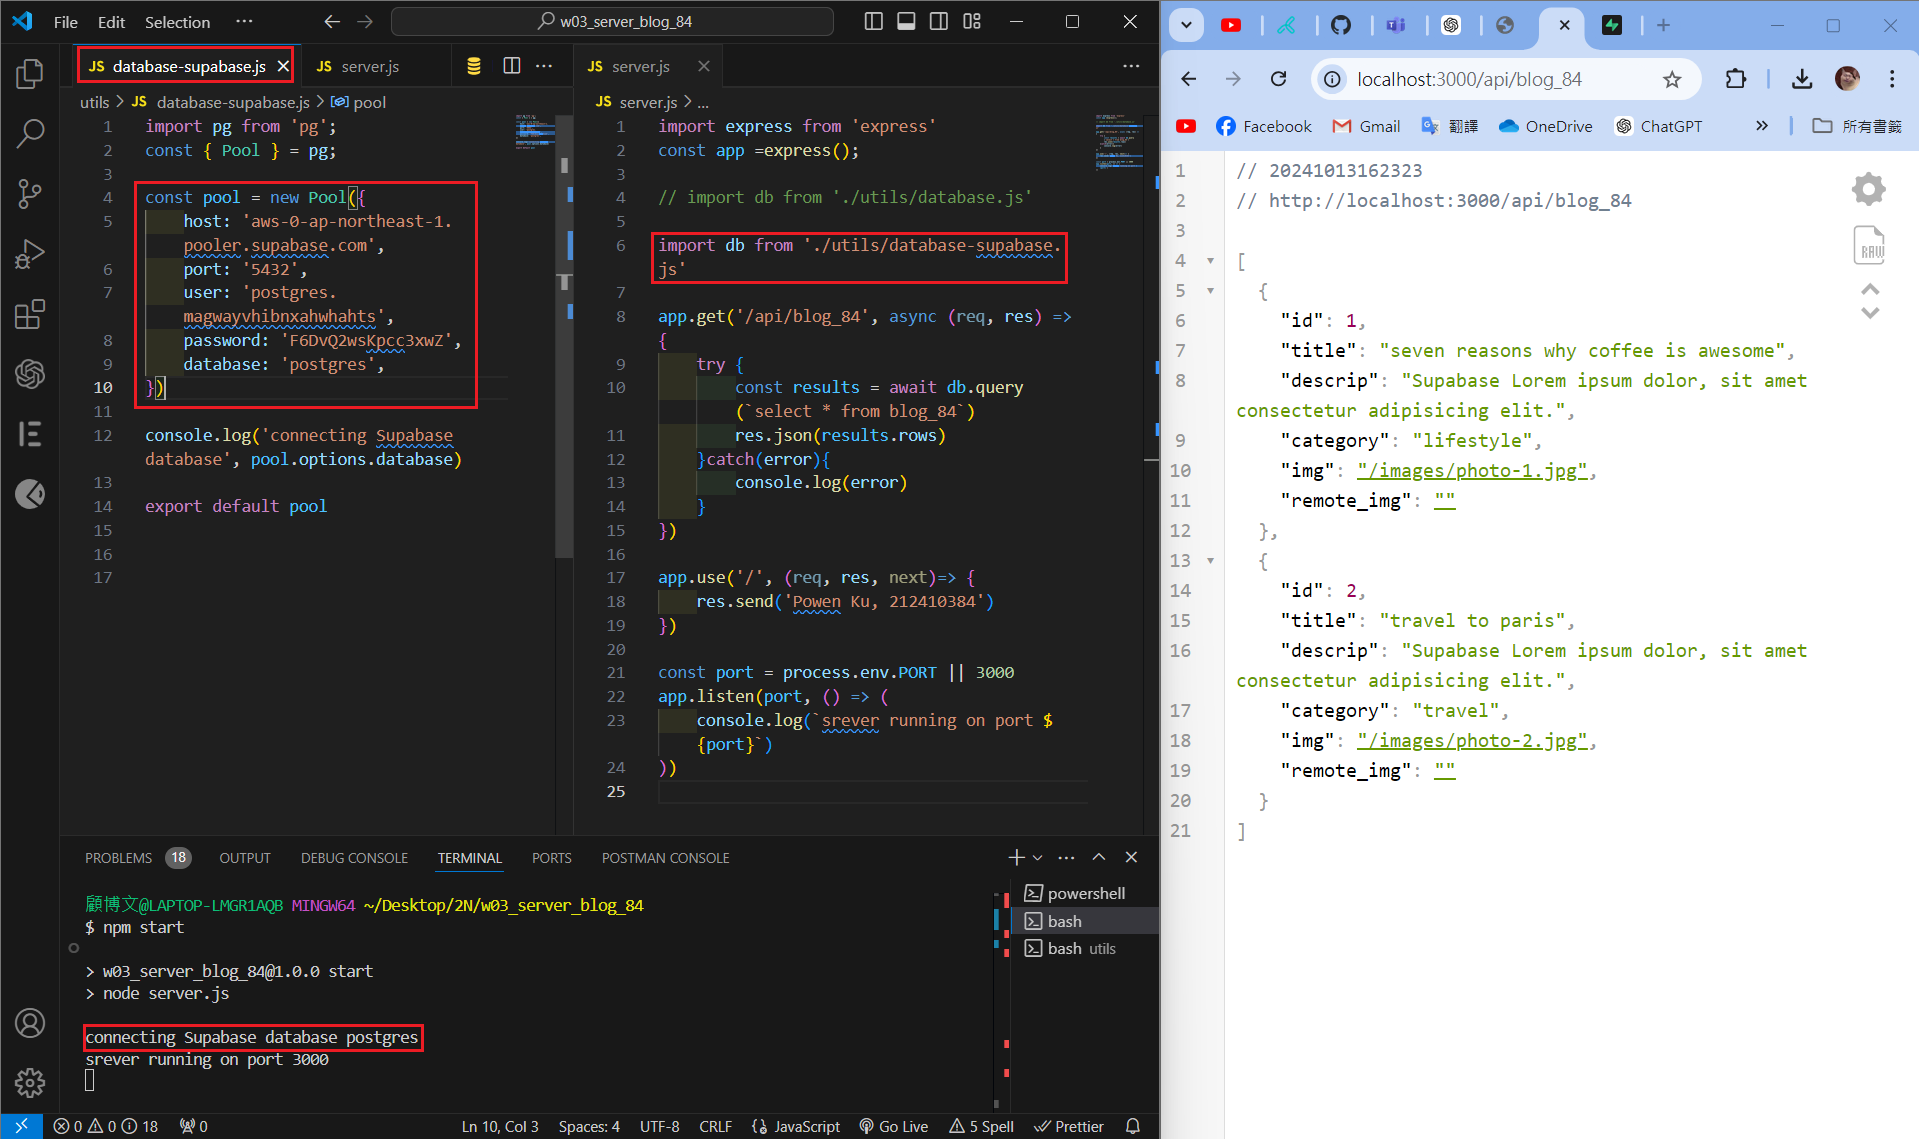 File Edit Selection ··· w03_server_blog_84
JS database-supabase.js JS server.js ···
utils > JS database-supabase.js > pool
1 import pg from 'pg';
2 const { Pool } = pg;
3
4 const pool = new Pool({
5 host: 'aws-0-ap-northeast-1.
pooler.supabase.com',
6 port: '5432',
7 user: 'postgres.
magwayvhibnxahwhahts',
8 password: 'F6DvQ2wsKpcc3xwZ',
9 database: 'postgres',
10 })
11
12 console.log('connecting Supabase
database', pool.options.database)
13
14 export default pool
15
16
17
JS server.js ···
JS server.js > ...
1 import express from 'express'
2 const app =express();
3
4 // import db from './utils/database.js'
5
6 import db from './utils/database-supabase.
js'
7
8 app.get('/api/blog_84', async (req, res) =>
{
9 try {
10 const results = await db.query
(`select * from blog_84`)
11 res.json(results.rows)
12 }catch(error){
13 console.log(error)
14 }
15 })
16
17 app.use('/', (req, res, next)=> {
18 res.send('Powen Ku, 212410384')
19 })
20
21 const port = process.env.PORT || 3000
22 app.listen(port, () => (
23 console.log(`srever running on port $
{port}`)
24 ))
25
PROBLEMS 18 OUTPUT DEBUG CONSOLE TERMINAL PORTS POSTMAN CONSOLE
顧博文@LAPTOP-LMGR1AQB MINGW64 ~/Desktop/2N/w03_server_blog_84
$ npm start
> w03_server_blog_84@1.0.0 start
> node server.js
connecting Supabase database postgres
srever running on port 3000
powershell
bash
bash utils
0 0 18 0 Ln 10, Col 3 Spaces: 4 UTF-8 CRLF JavaScript Go Live 5 Spell Prettier
localhost:3000/api/blog_84
Facebook Gmail 翻譯 OneDrive ChatGPT » 所有書籤
1 // 20241013162323
2 // http://localhost:3000/api/blog_84
3
4 [
5 {
6 "id": 1,
7 "title": "seven reasons why coffee is awesome",
8 "descrip": "Supabase Lorem ipsum dolor, sit amet
consectetur adipisicing elit.",
9 "category": "lifestyle",
10 "img": "/images/photo-1.jpg",
11 "remote_img": ""
12 },
13 {
14 "id": 2,
15 "title": "travel to paris",
16 "descrip": "Supabase Lorem ipsum dolor, sit amet
consectetur adipisicing elit.",
17 "category": "travel",
18 "img": "/images/photo-2.jpg",
19 "remote_img": ""
20 }
21 ]
RAW